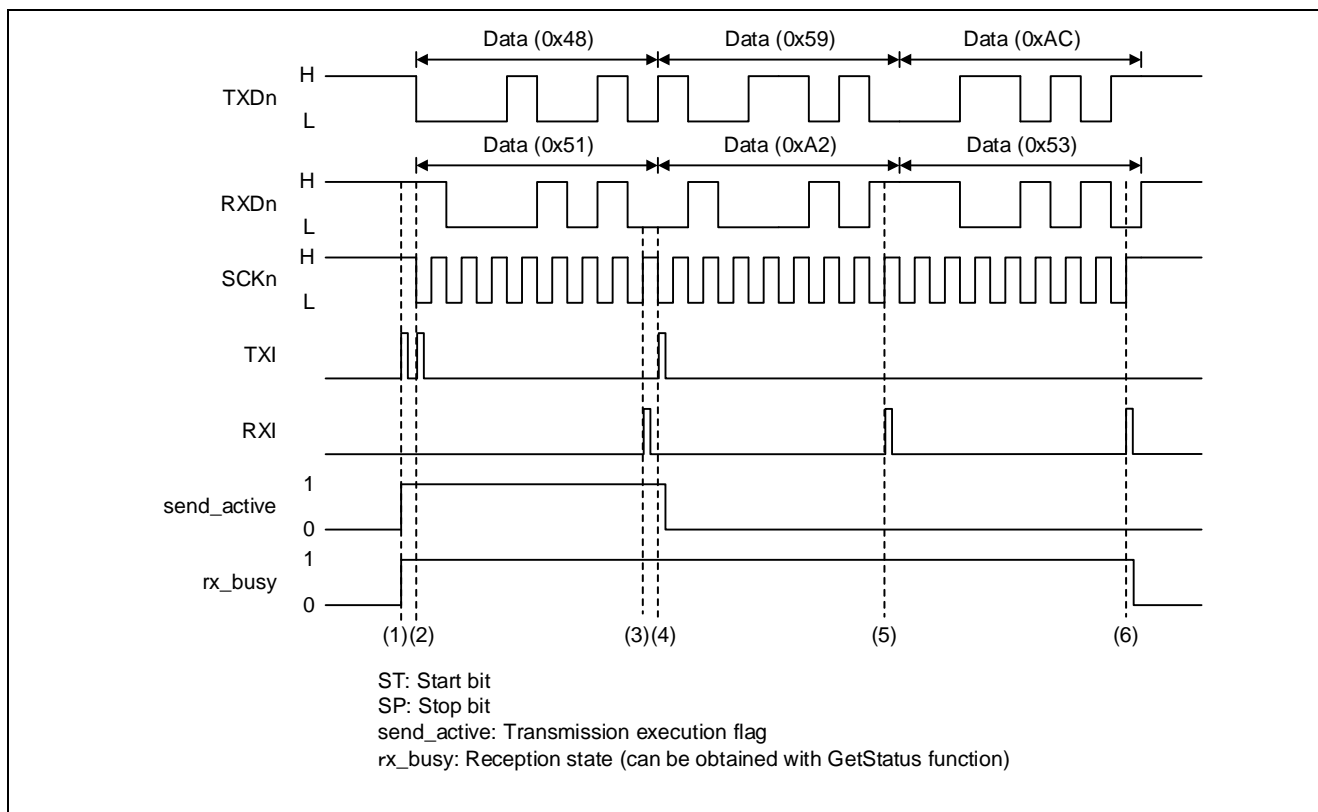 Data (0x48) Data (0x59) Data (0xAC)
H
TXDn
L
Data (0x51) Data (0xA2) Data (0x53)
H
RXDn
L
H
SCKn
L
TXI
RXI
1
send_active
0
1
rx_busy
0
(1) (2) (3) (4) (5) (6)
ST: Start bit
SP: Stop bit
send_active: Transmission execution flag
rx_busy: Reception state (can be obtained with GetStatus function)